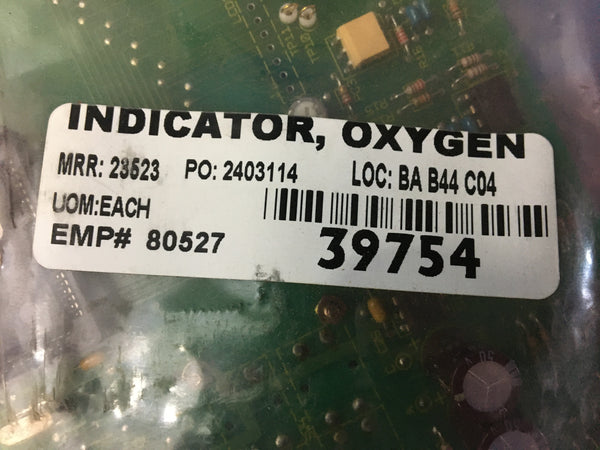 INDICATOR, OXYGEN
MRR: 23523 PO: 2403114 LOC: BA B44 C04
UOM:EACH
EMP# 80527 39754